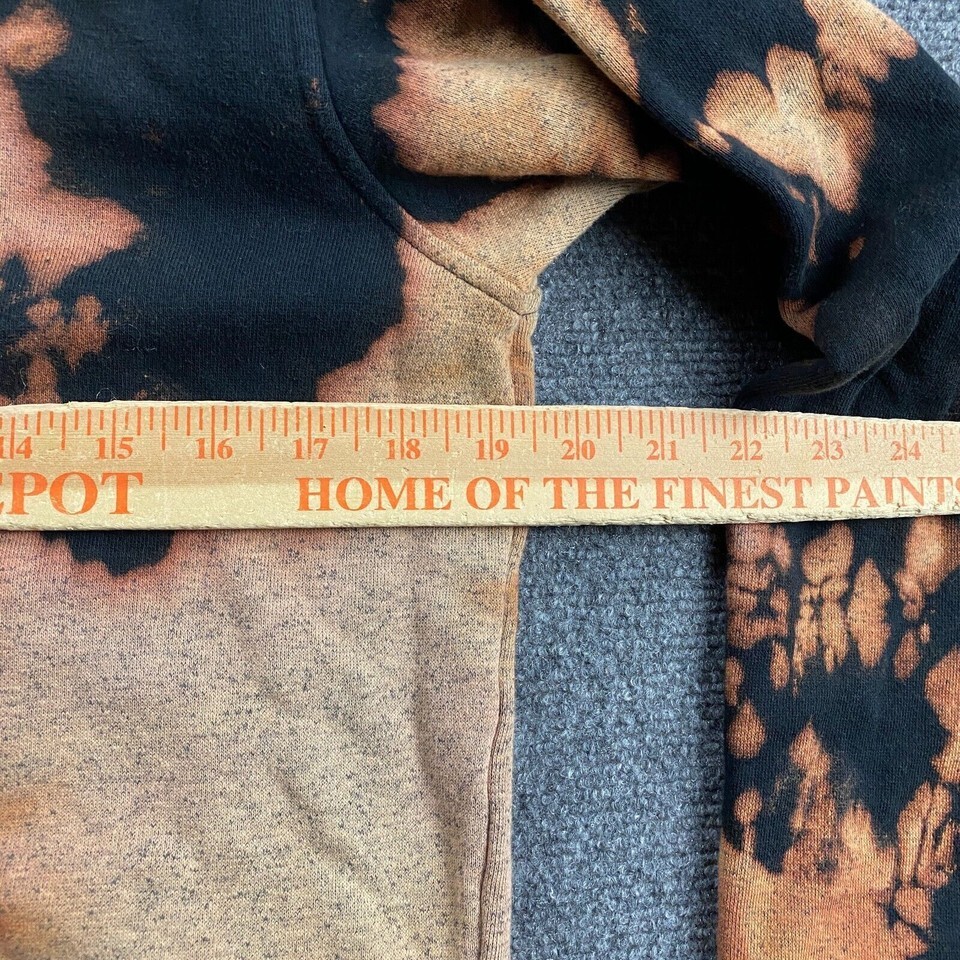 14 15 16 17 18 19 20 21 22 23 24
EPOT HOME OF THE FINEST PAINTS